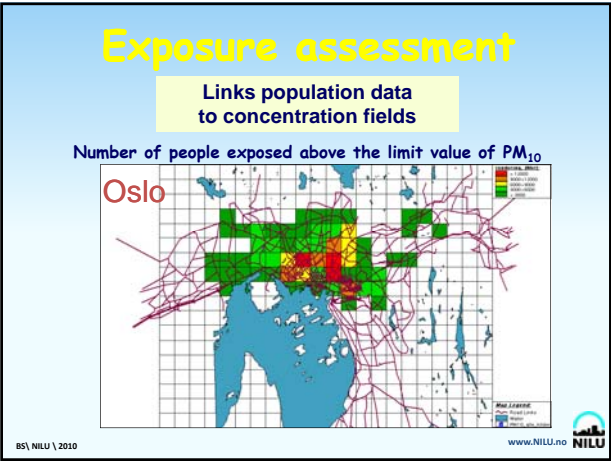 Exposure assessment
Links population data
to concentration fields
Number of people exposed above the limit value of PM10
Oslo
Map Legend
Road Links
Water
BS\ NILU \ 2010
www.NILU.no
NILU